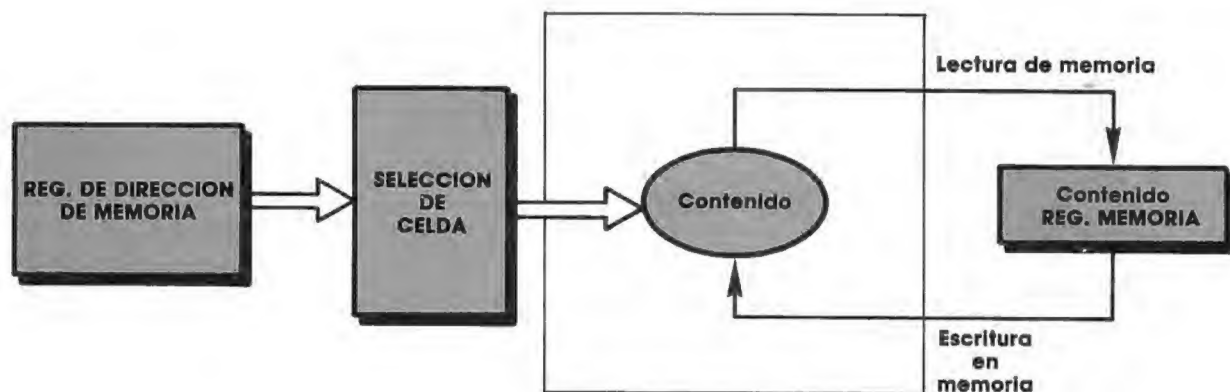 REG. DE DIRECCION
DE MEMORIA
SELECCION
DE
CELDA
Contenido
Lectura de memoria
Contenido
REG. MEMORIA
Escritura
en
memoria